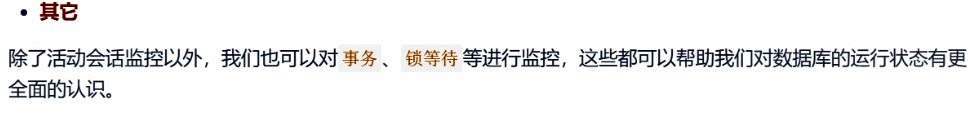 • 其它
除了活动会话监控以外，我们也可以对事务、锁等待等进行监控，这些都可以帮助我们对数据库的运行状态有更
全面的认识。